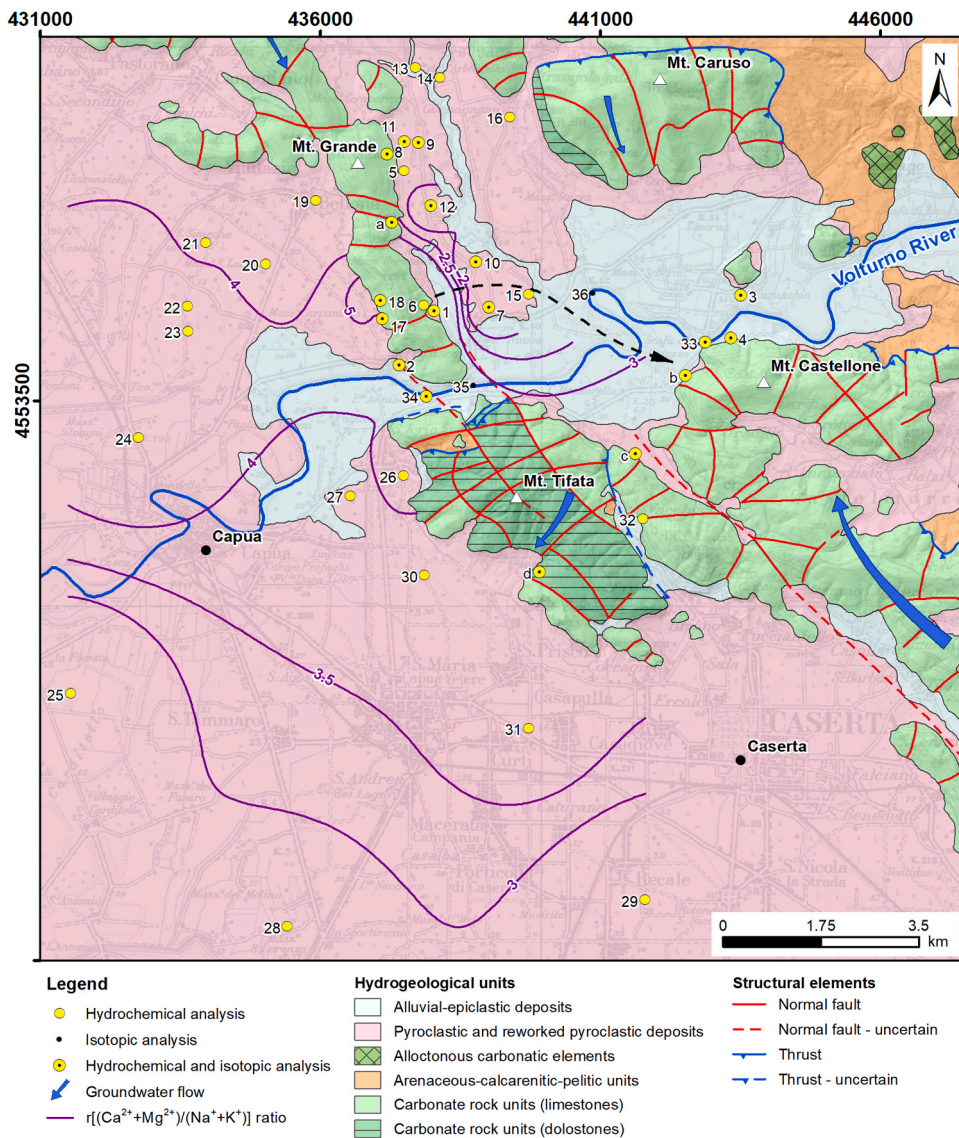 431000 436000 441000 446000
4553500
N
Mt. Caruso
Mt. Grande
Volturno River
Mt. Castellone
Mt. Tifata
Capua
Caserta
CASERTA
13
14
16
11
8
9
5
19
12
a
21
20
10
4
2.5
2
5
22
23
18
17
6
1
15
7
36
3
33
4
3
b
2
35
34
24
4
26
27
c
32
30
d
3.5
25
31
3
28
29
0 1.75 3.5
km
Legend
Hydrochemical analysis
Isotopic analysis
Hydrochemical and isotopic analysis
Groundwater flow
r[(Ca²⁺+Mg²⁺)/(Na⁺+K⁺)] ratio
Hydrogeological units
Alluvial-epiclastic deposits
Pyroclastic and reworked pyroclastic deposits
Alloctonous carbonatic elements
Arenaceous-calcarenitic-pelitic units
Carbonate rock units (limestones)
Carbonate rock units (dolostones)
Structural elements
Normal fault
Normal fault - uncertain
Thrust
Thrust - uncertain